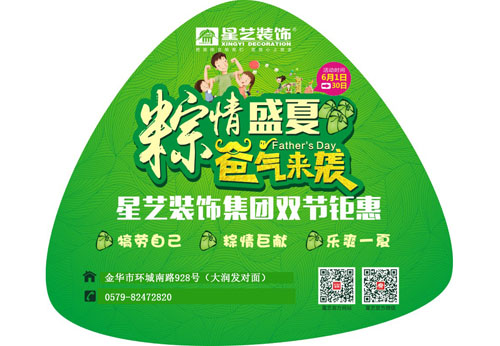 星艺装饰®
XINGYI DECORATION
活动时间
6月1日
30日
粽情盛夏
Father's Day
爸气来袭
星艺装饰集团双节钜惠
犒劳自己 粽情巨献 乐孜一夏
金华市环城南路928号（大润发对面）
0579-82472820